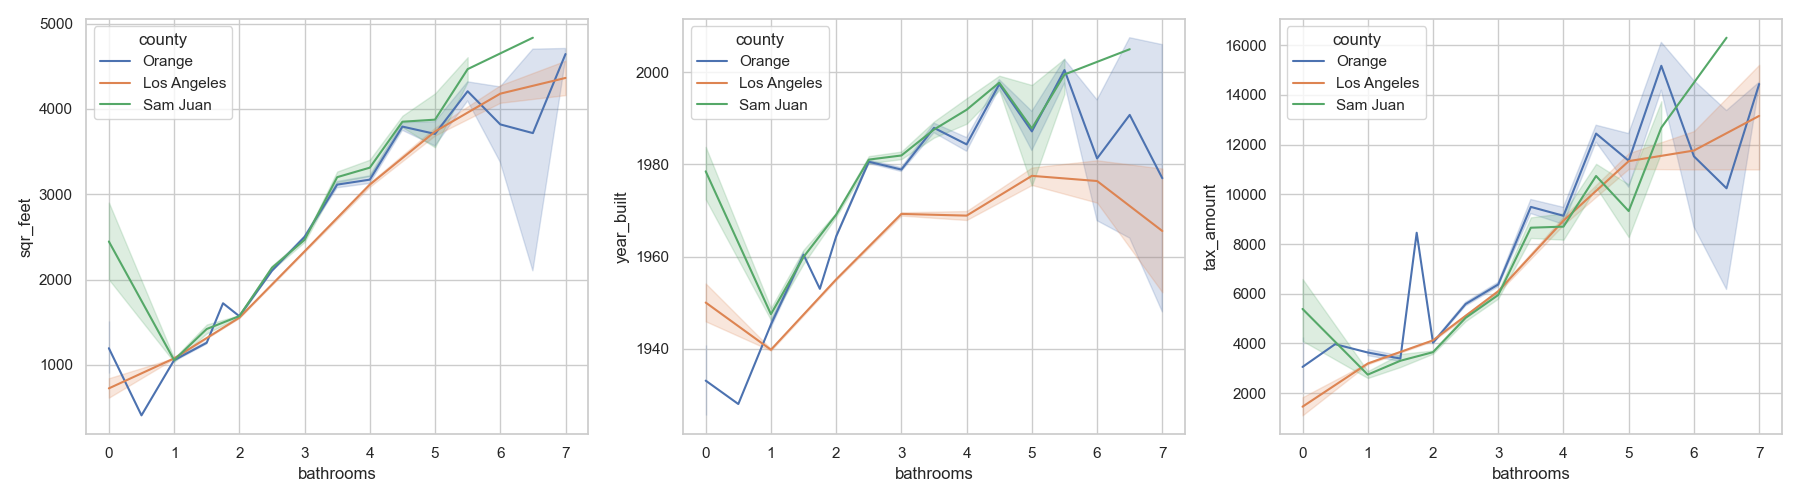 county
Orange
Los Angeles
Sam Juan
5000
4000
3000
2000
1000
sqr_feet
0 1 2 3 4 5 6 7
bathrooms
county
Orange
Los Angeles
Sam Juan
2000
1980
1960
1940
year_built
0 1 2 3 4 5 6 7
bathrooms
county
Orange
Los Angeles
Sam Juan
16000
14000
12000
10000
8000
6000
4000
2000
tax_amount
0 1 2 3 4 5 6 7
bathrooms